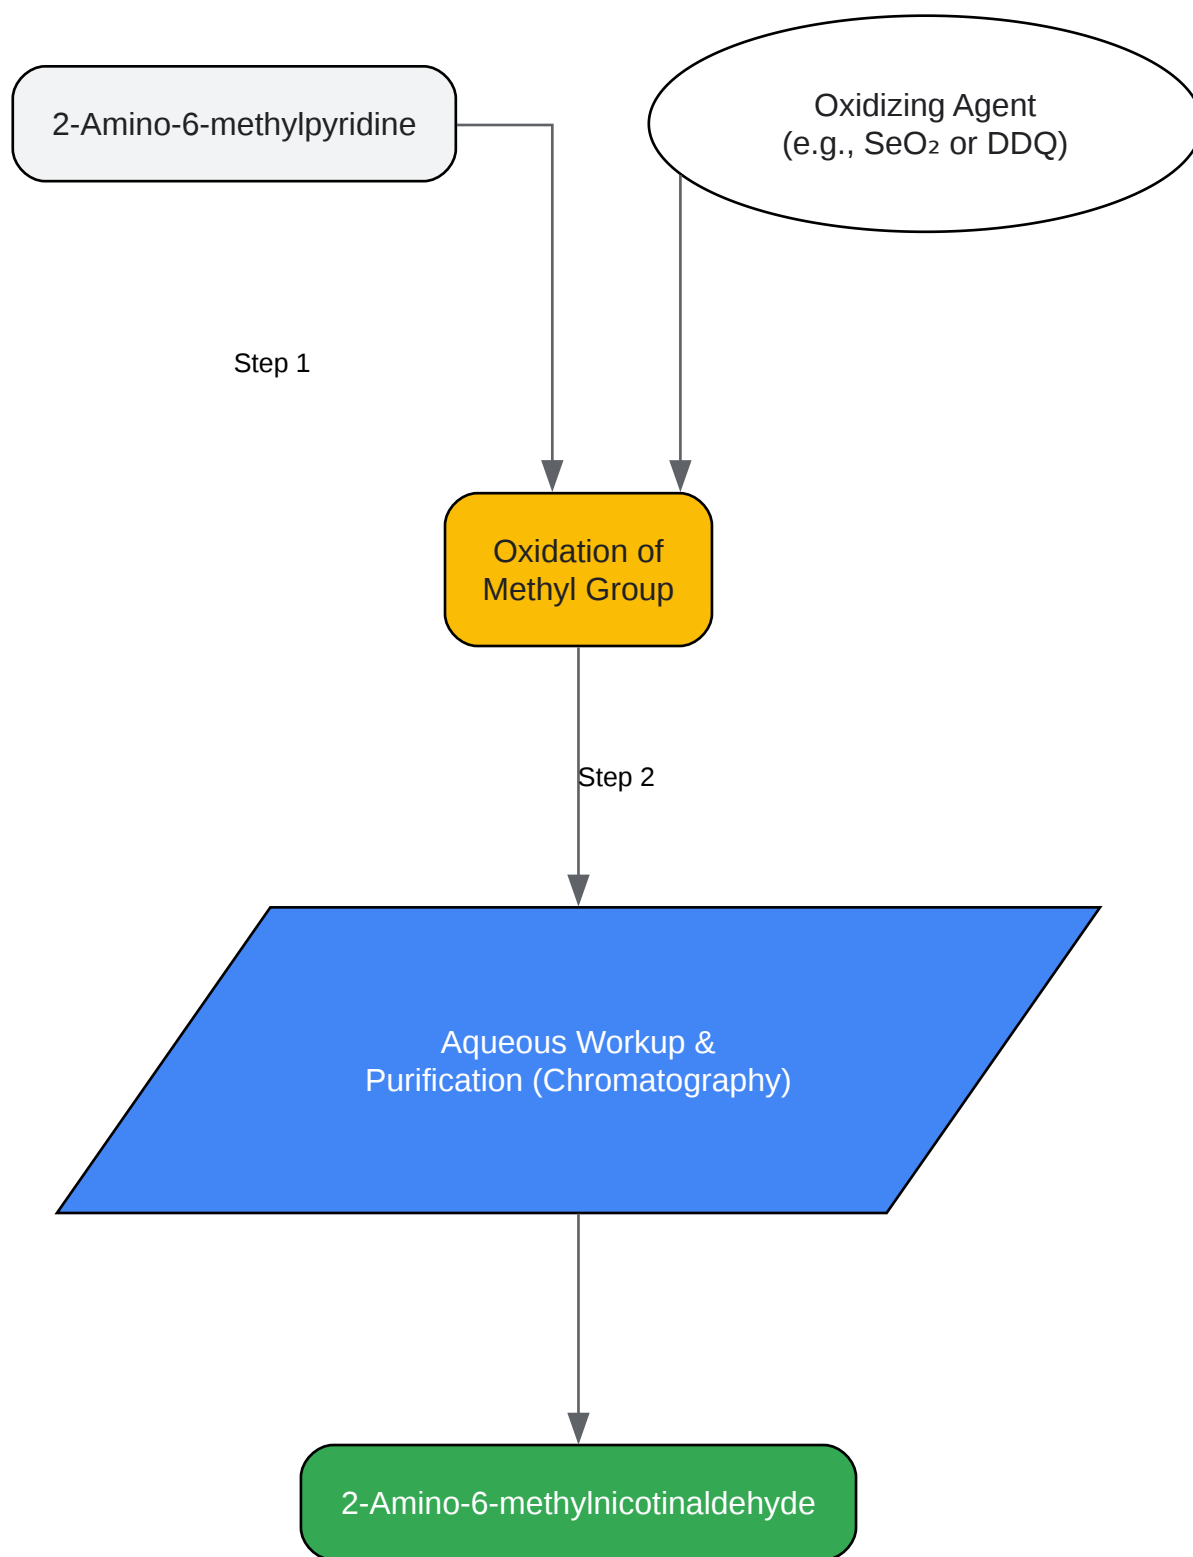 2-Amino-6-methylpyridine
Oxidizing Agent
(e.g., SeO₂ or DDQ)
Step 1
Oxidation of
Methyl Group
Step 2
Aqueous Workup &
Purification (Chromatography)
2-Amino-6-methylnicotinaldehyde